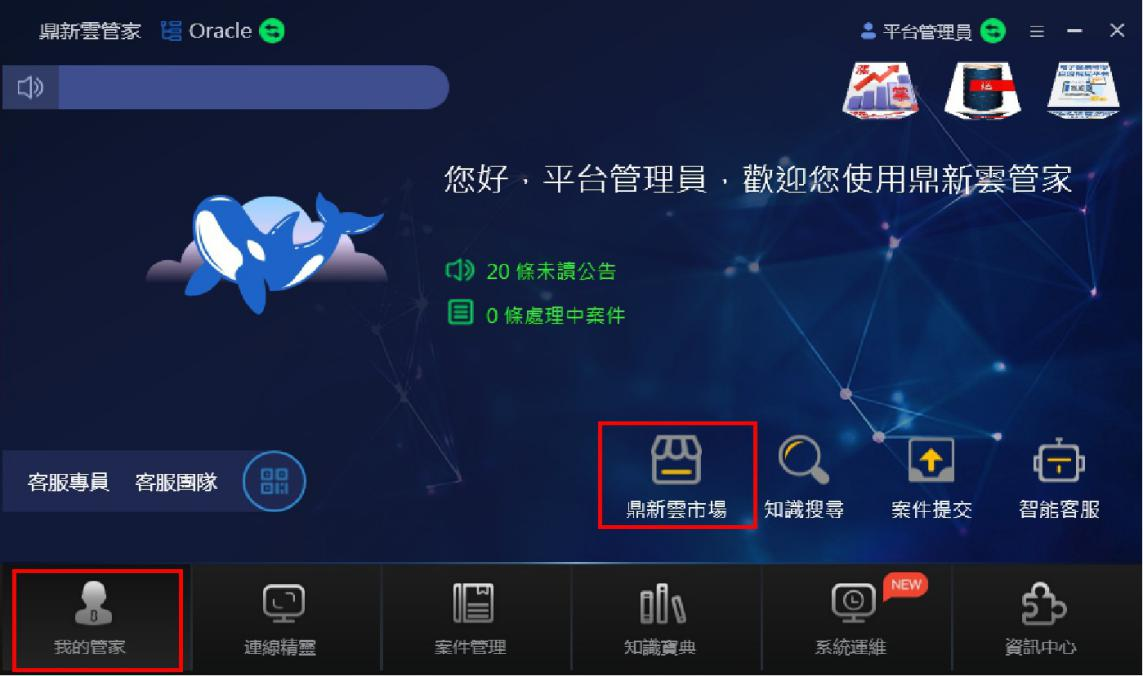 鼎新雲管家
Oracle
平台管理員
漲
您好，平台管理員，歡迎您使用鼎新雲管家
20 條未讀公告
0 條處理中案件
客服專員 客服團隊
鼎新雲市場
知識搜尋
案件提交
智能客服
NEW
我的管家
連線精靈
案件管理
知識寶典
系統運維
資訊中心